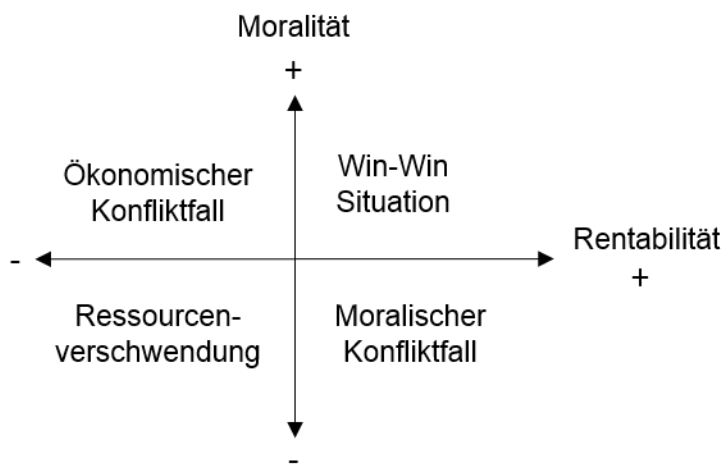 Moralität
+
Ökonomischer
Konfliktfall
Win-Win
Situation
-
Rentabilität
+
Ressourcen-
verschwendung
Moralischer
Konfliktfall
-